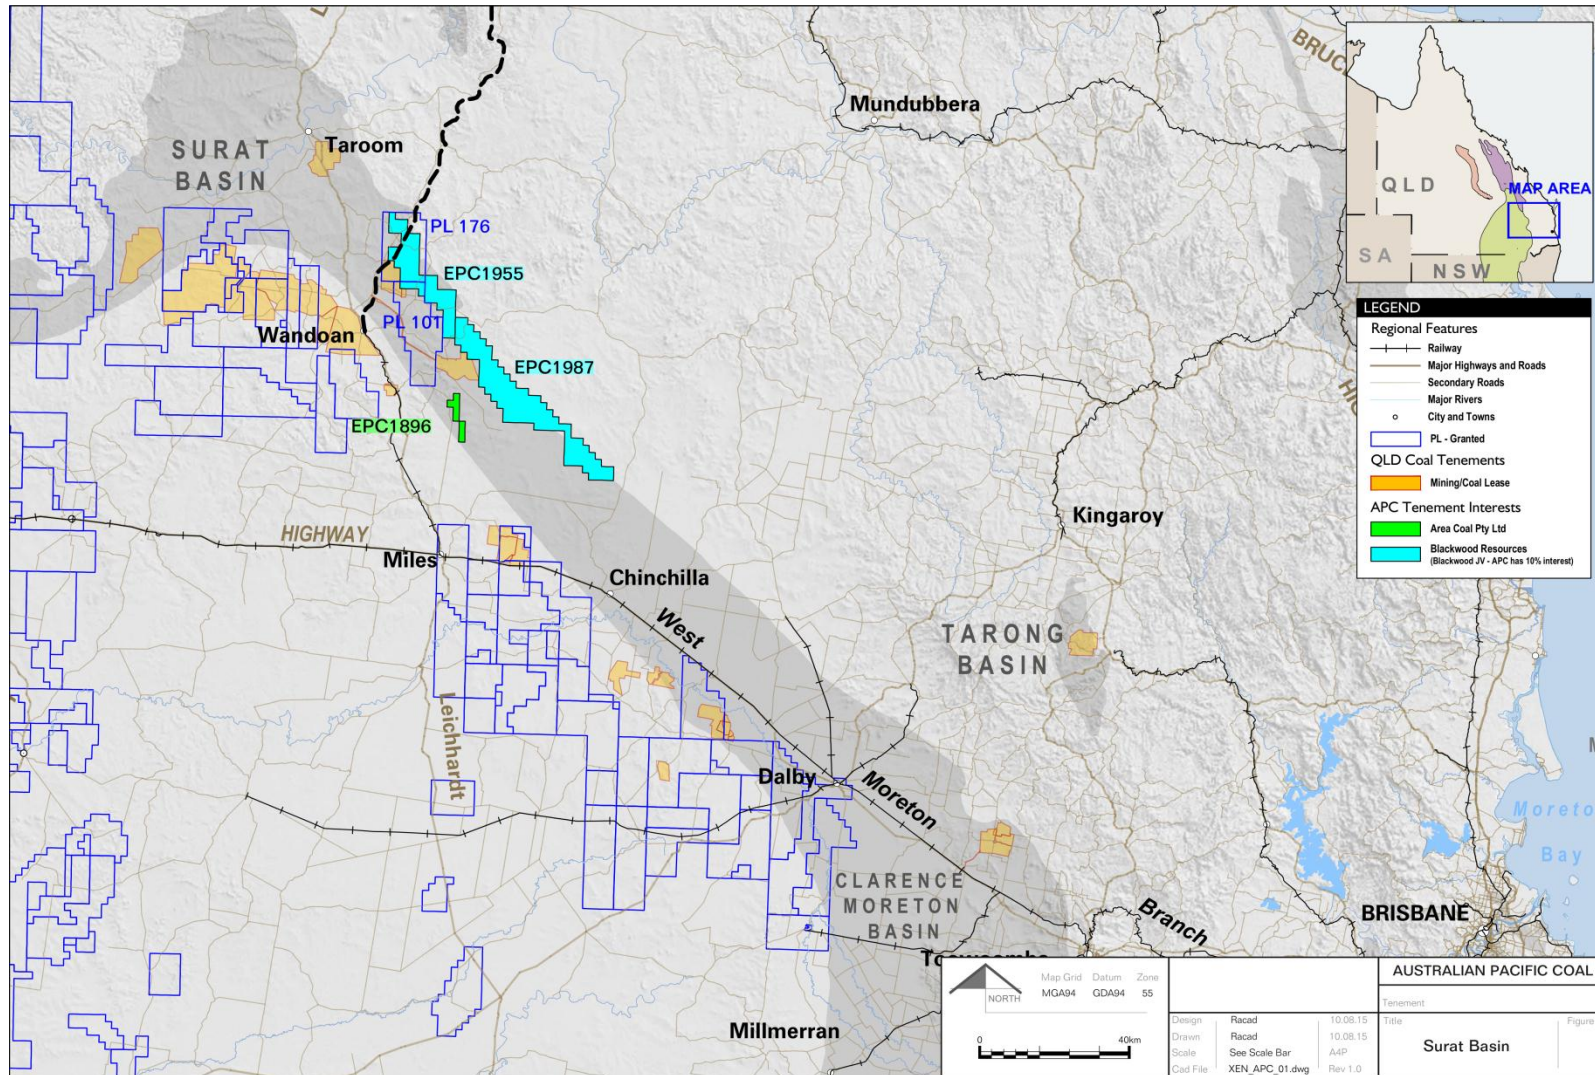 Mundubbera
BRUC
Taroom
SURAT
BASIN
PL 176
EPC1955
PL 101
Wandoan
EPC1987
EPC1896
Kingaroy
HIGHWAY
Miles
Chinchilla
West
TARONG
BASIN
Leichhardt
Dalby
Moreton
CLARENCE
MORETON
BASIN
Branch
BRISBANE
Moreto
Bay
M
Toowoomba
Millmerran
QLD
MAP AREA
SA
NSW
LEGEND
Regional Features
Railway
Major Highways and Roads
Secondary Roads
Major Rivers
City and Towns
PL - Granted
QLD Coal Tenements
Mining/Coal Lease
APC Tenement Interests
Area Coal Pty Ltd
Blackwood Resources
(Blackwood JV - APC has 10% interest)
NORTH
Map Grid Datum Zone
MGA94 GDA94 55
0 40km
Design Racad 10.08.15
Drawn Racad 10.08.15
Scale See Scale Bar A4P
Cad File XEN_APC_01.dwg Rev 1.0
AUSTRALIAN PACIFIC COAL
Tenement
Title Figure
Surat Basin